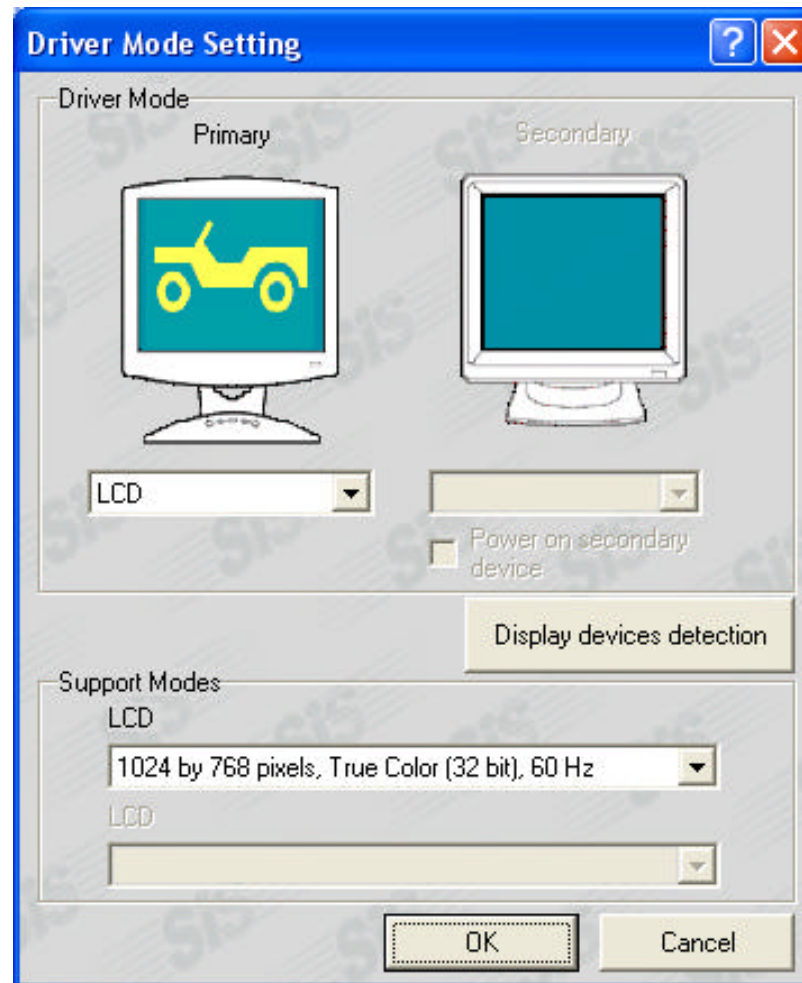 Driver Mode Setting
?
Driver Mode
Primary
Secondary
LCD
Power on secondary
device
Display devices detection
Support Modes
LCD
1024 by 768 pixels, True Color (32 bit), 60 Hz
LCD
OK
Cancel
SiS